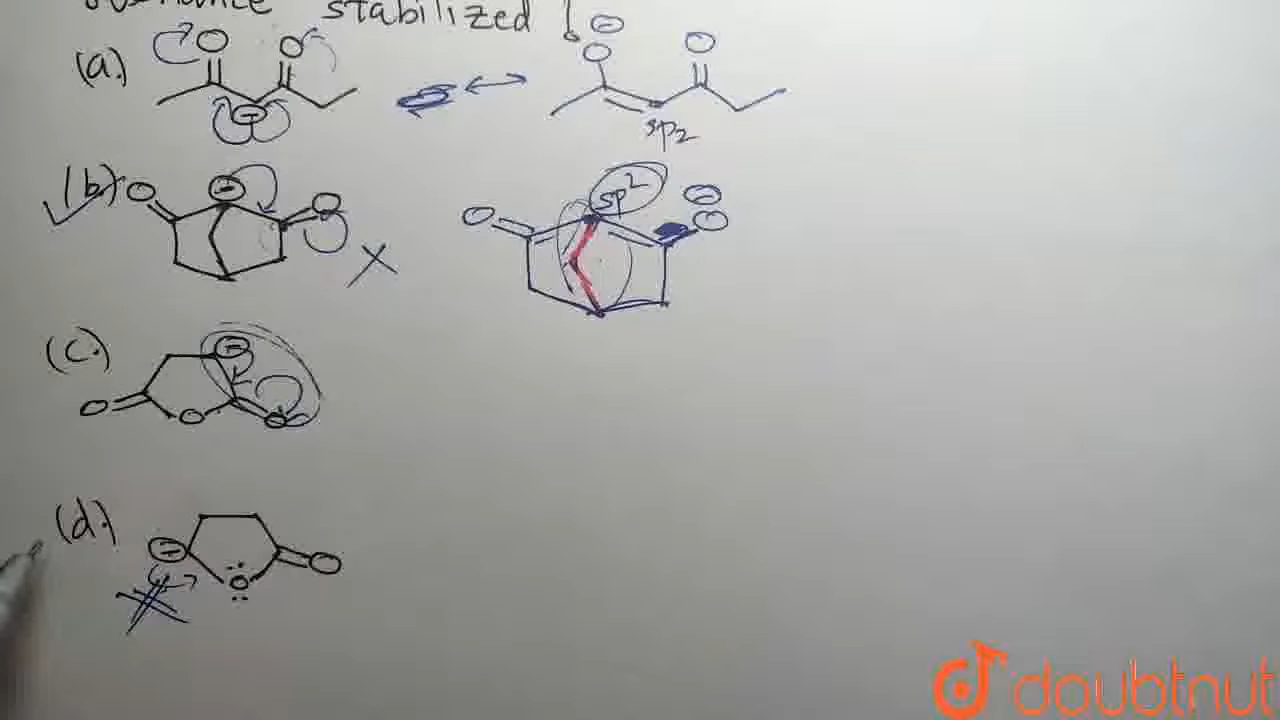 stabilized !
(a.) O O ⊖ O O
⊖ sp2
(b) O ⊖ O sp2 ⊖ O O
(c.) ⊖
O O O
(d.) ⊖ O O
doubtnut